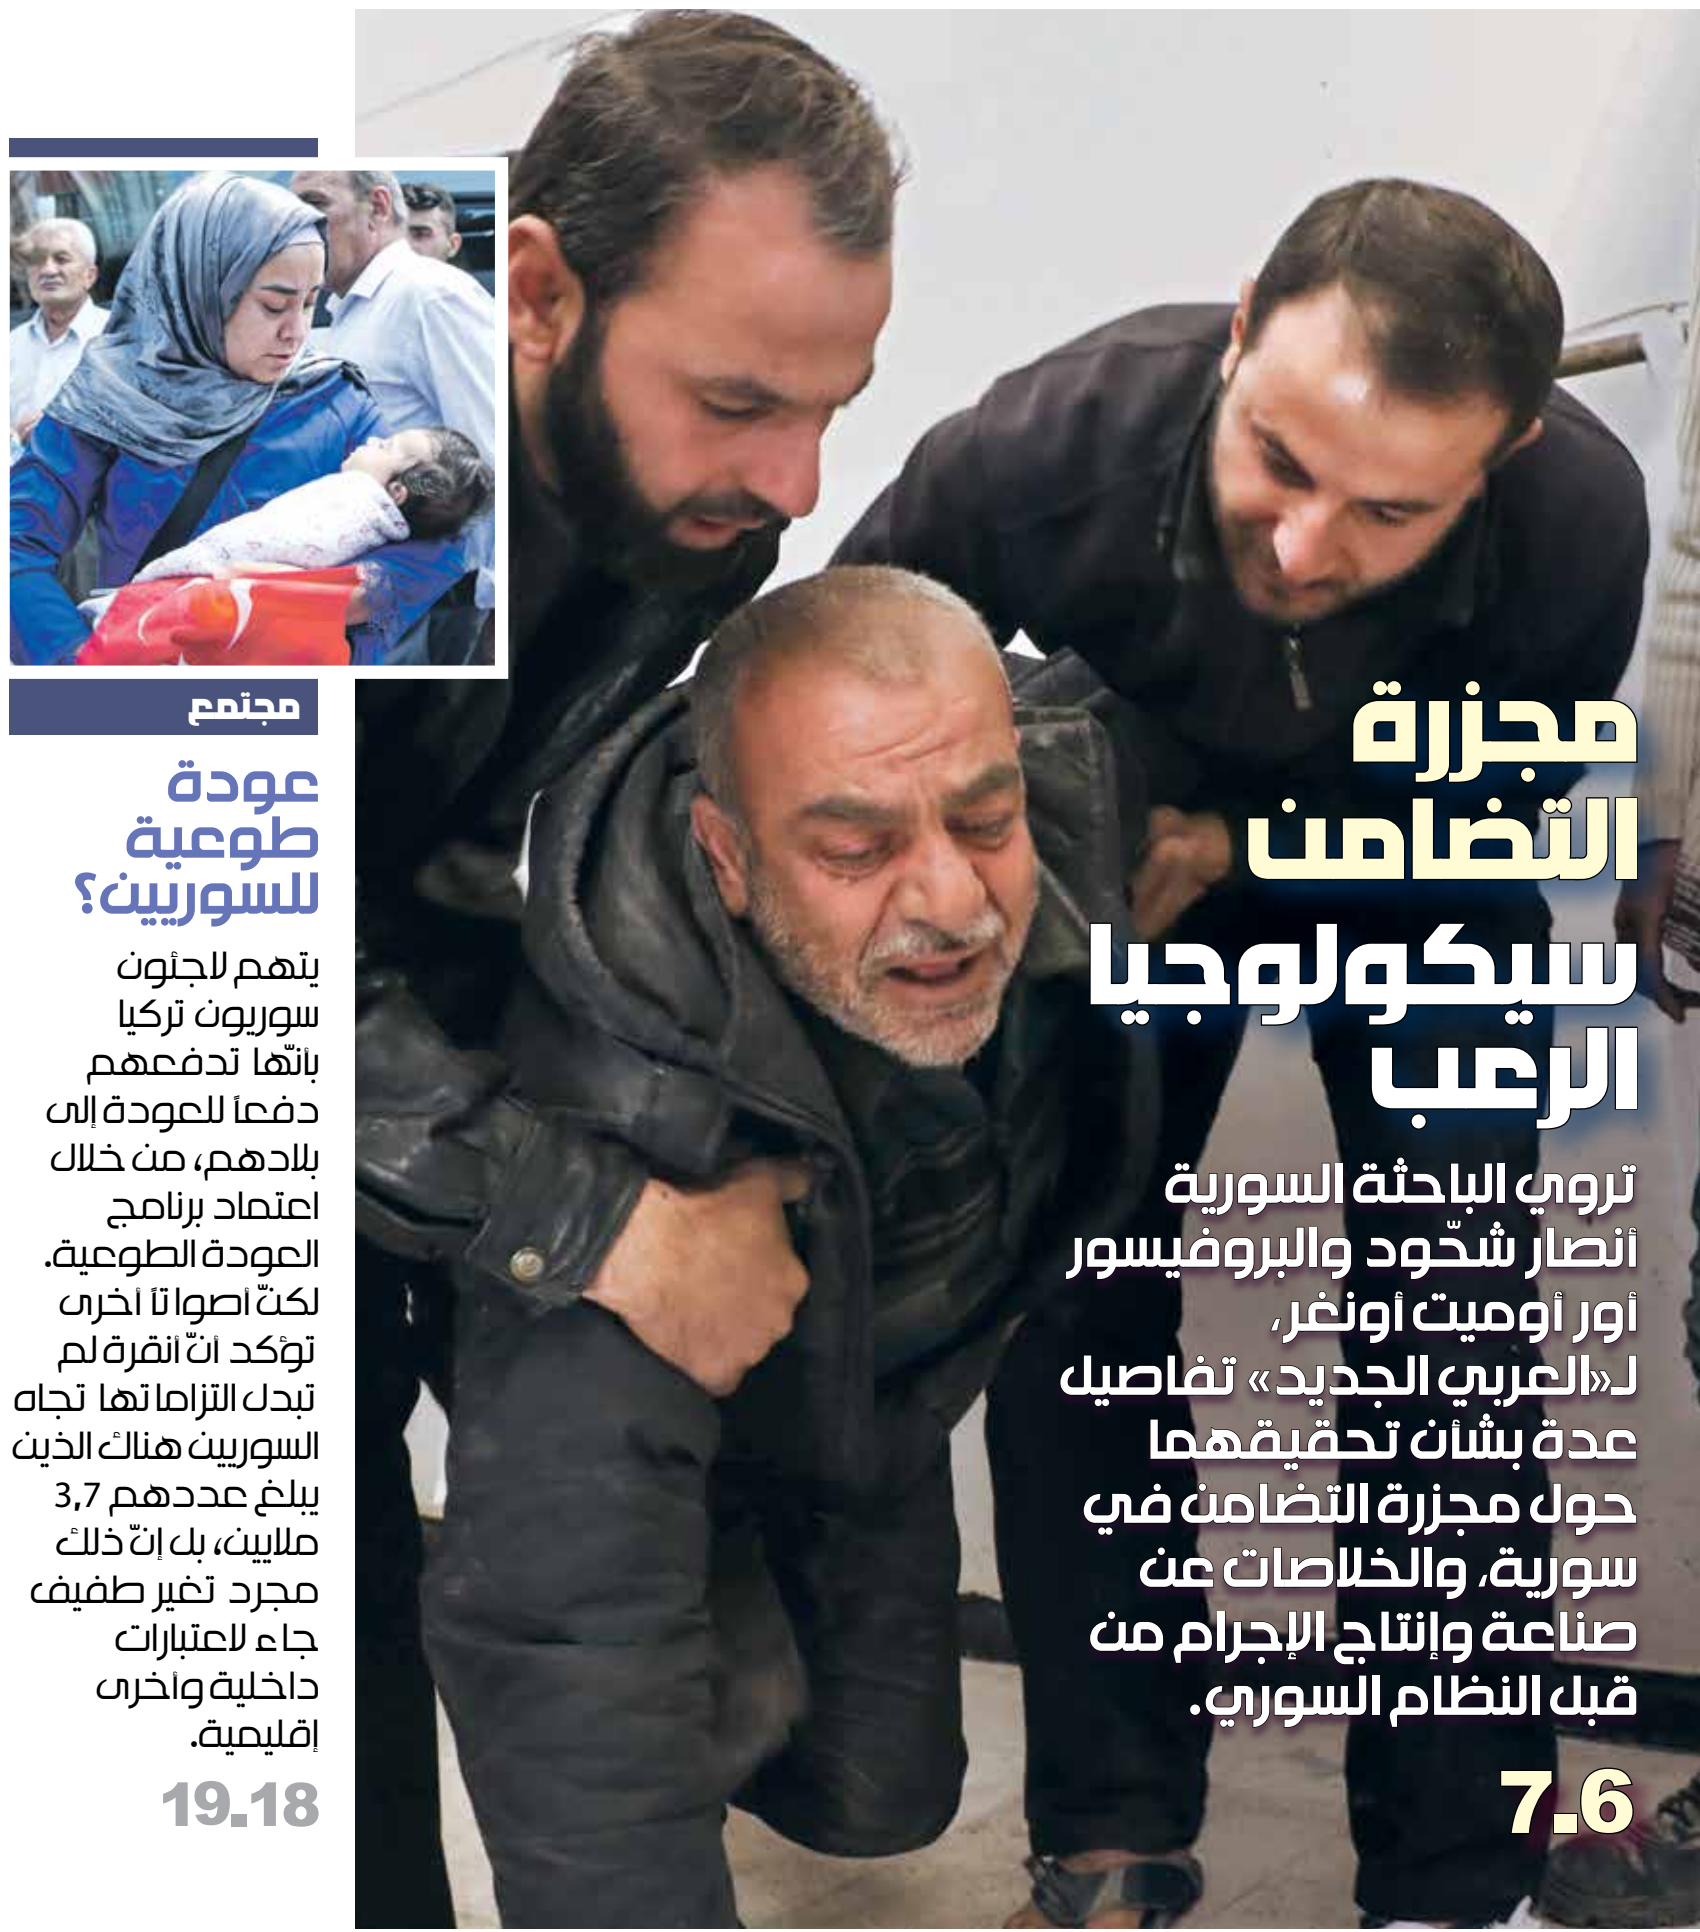 مجزرة
التضامن
سيكولوجيا
الرعب
تروي الباحثة السورية
أنصار شحّود والبروفيسور
أور أوميت أونغر،
لـ«العربي الجديد» تفاصيل
عدة بشأن تحقيقهما
حول مجزرة التضامن في
سورية، والخلاصات عن
صناعة وإنتاج الإجرام من
قبل النظام السوري.
7.6
مجتمع
عودة
طوعية
للسوريين؟
يتهم لاجئون
سوريون تركيا
بأنّها تدفعهم
دفعاً للعودة إلى
بلادهم، من خلال
اعتماد برنامج
العودة الطوعية.
لكنّ أصواتاً أخرى
تؤكد أنّ أنقرة لم
تبدل التزاماتها تجاه
السوريين هناك الذين
يبلغ عددهم 3,7
ملايين، بل إنّ ذلك
مجرد تغير طفيف
جاء لاعتبارات
داخلية وأخرى
إقليمية.
19.18